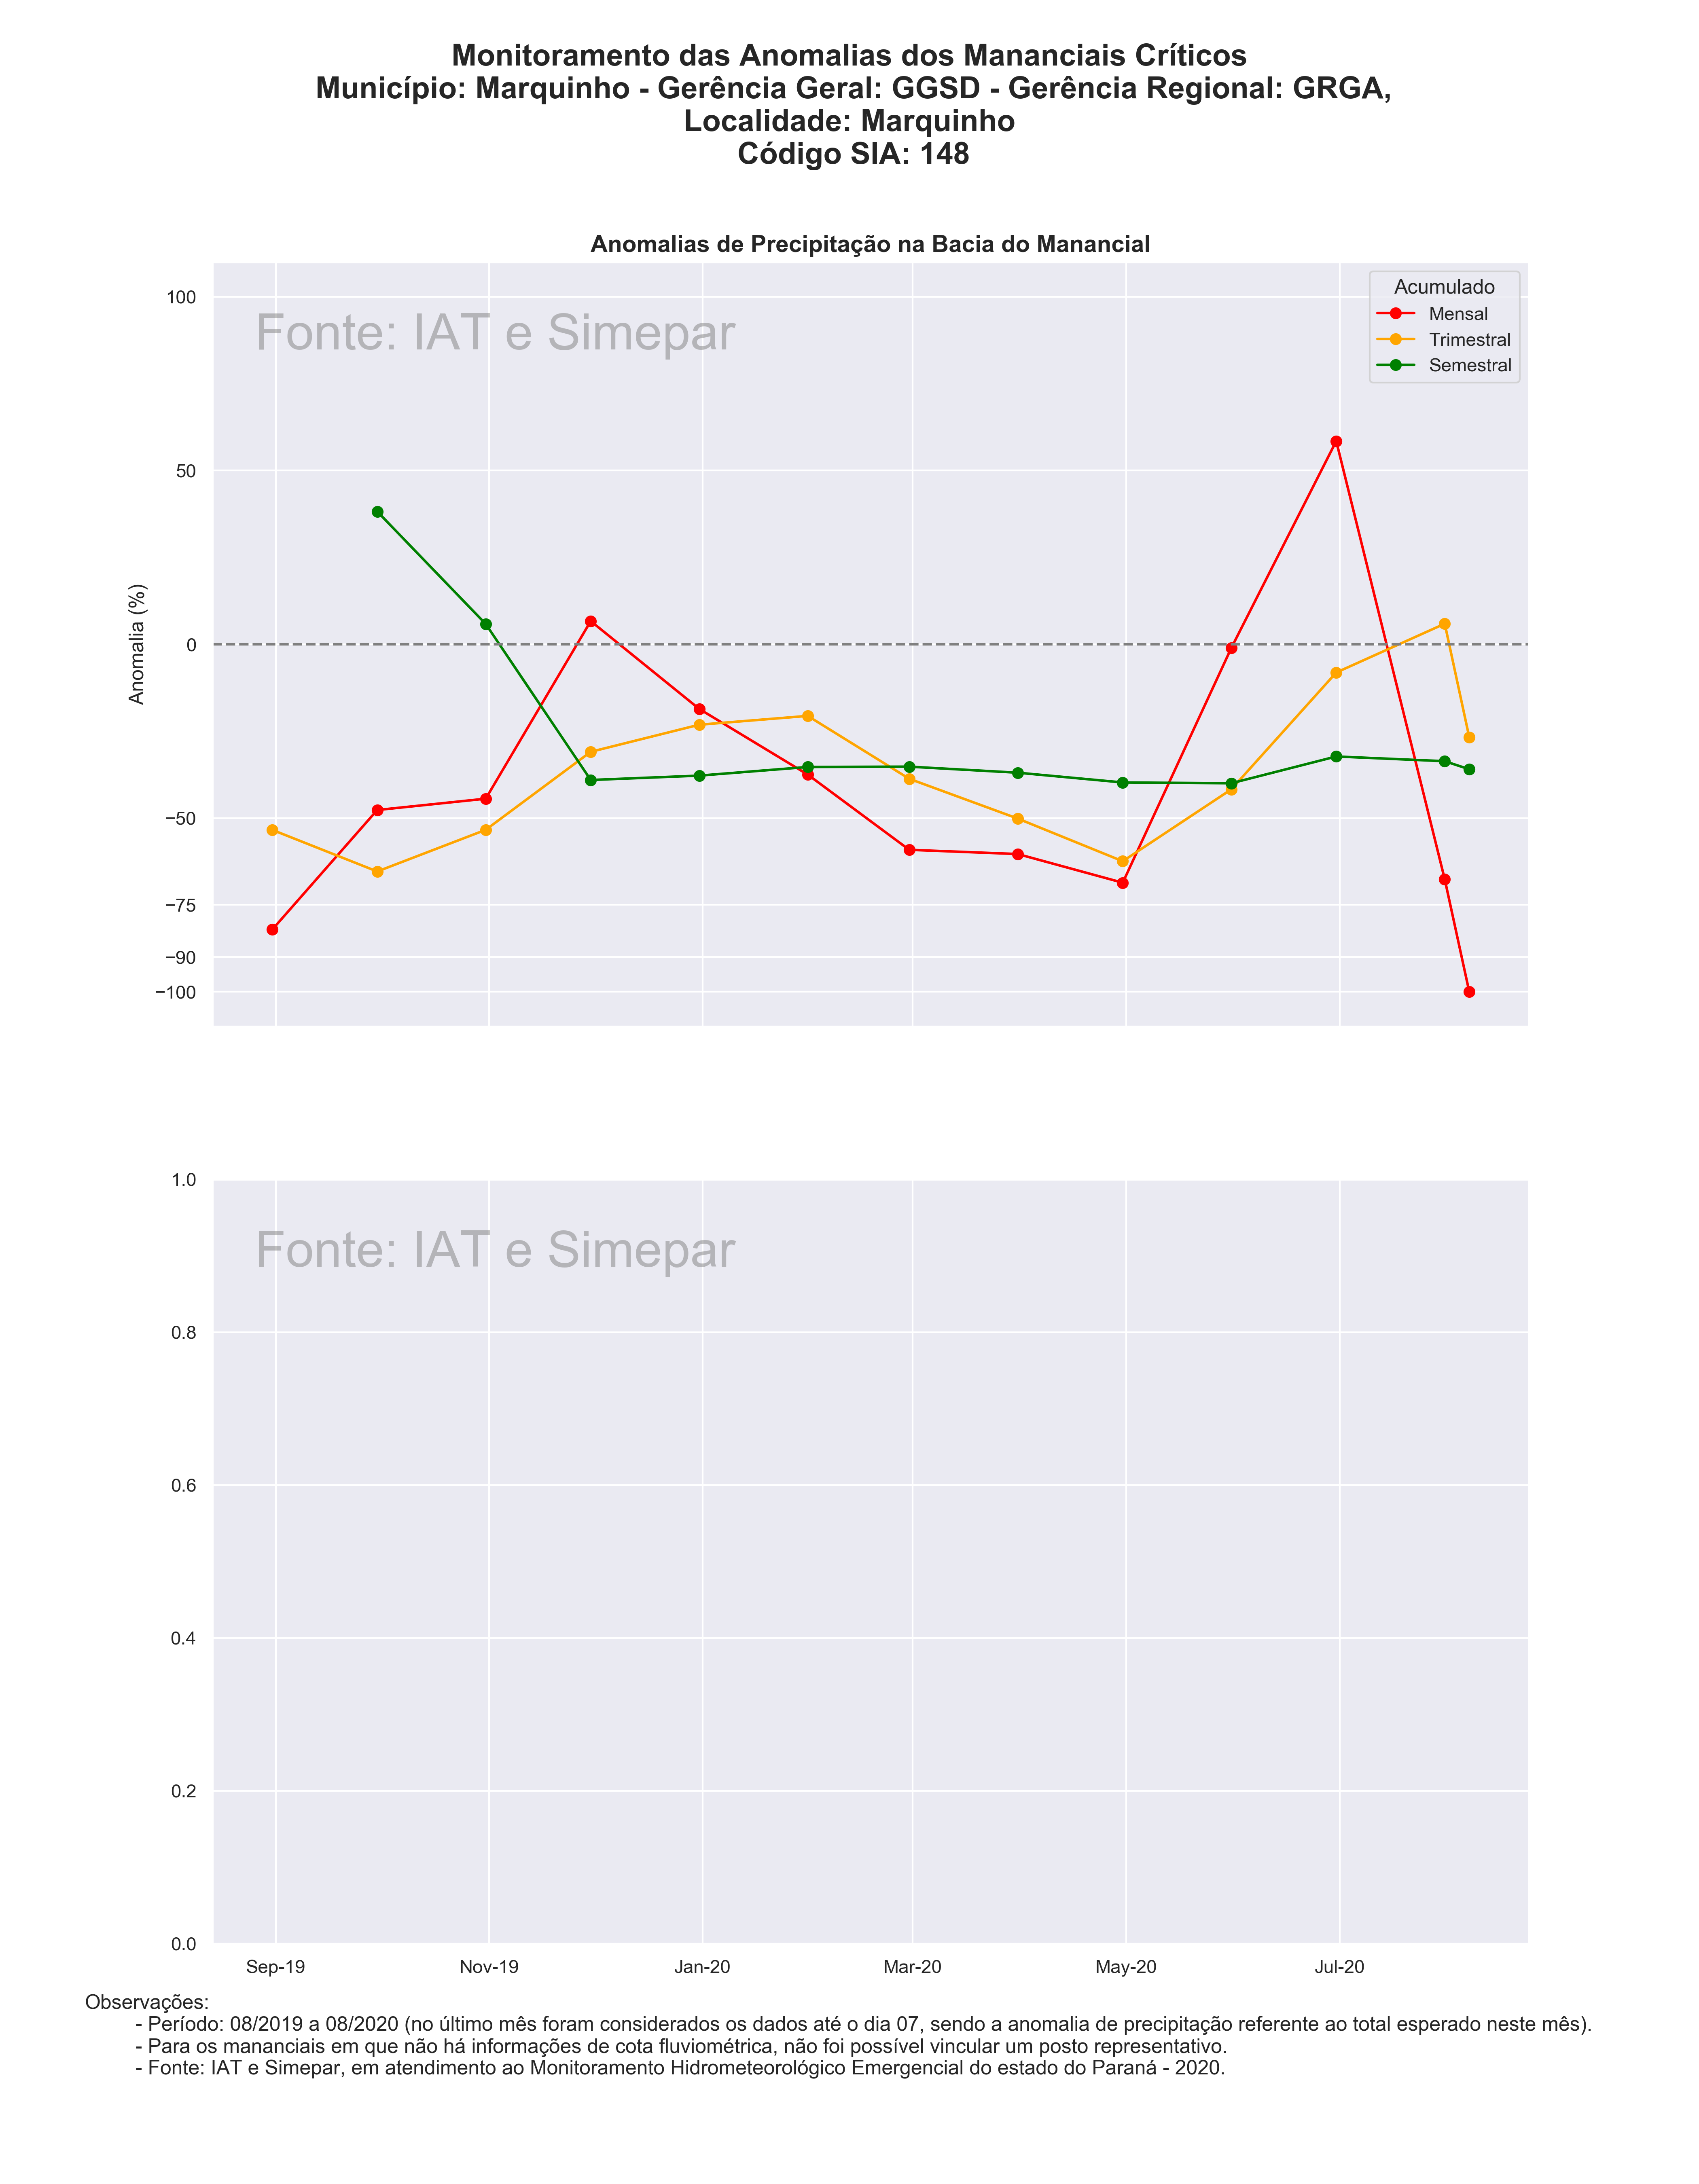 Monitoramento das Anomalias dos Mananciais Críticos
Município: Marquinho - Gerência Geral: GGSD - Gerência Regional: GRGA,
Localidade: Marquinho
Código SIA: 148
Anomalias de Precipitação na Bacia do Manancial
Fonte: IAT e Simepar
Acumulado
Mensal
Trimestral
Semestral
Anomalia (%)
100
50
0
−50
−75
−90
−100
Fonte: IAT e Simepar
1.0
0.8
0.6
0.4
0.2
0.0
Sep-19 Nov-19 Jan-20 Mar-20 May-20 Jul-20
Observações:
- Período: 08/2019 a 08/2020 (no último mês foram considerados os dados até o dia 07, sendo a anomalia de precipitação referente ao total esperado neste mês).
- Para os mananciais em que não há informações de cota fluviométrica, não foi possível vincular um posto representativo.
- Fonte: IAT e Simepar, em atendimento ao Monitoramento Hidrometeorológico Emergencial do estado do Paraná - 2020.